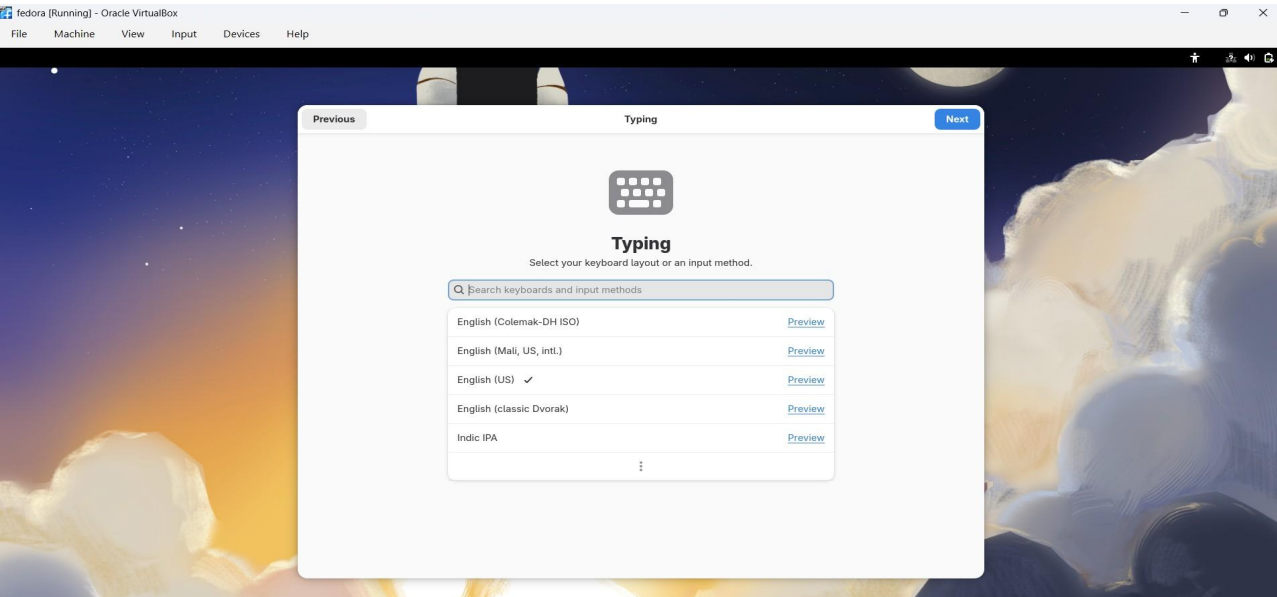 fedora [Running] - Oracle VirtualBox
File Machine View Input Devices Help
Previous Typing Next
Typing
Select your keyboard layout or an input method.
Search keyboards and input methods
English (Colemak-DH ISO) Preview
English (Mali, US, intl.) Preview
English (US) Preview
English (classic Dvorak) Preview
Indic IPA Preview